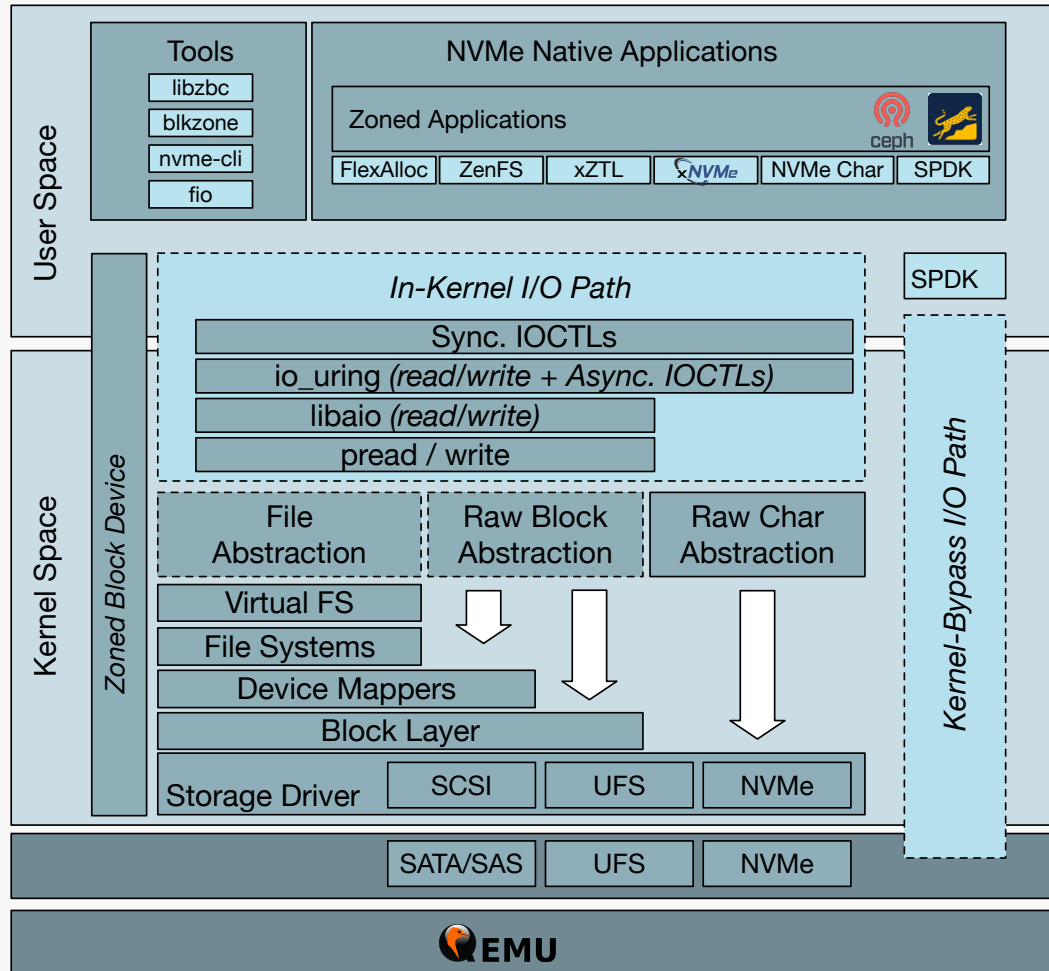 User Space
Tools
libzbc
blkzone
nvme-cli
fio
NVMe Native Applications
Zoned Applications
ceph
FlexAlloc
ZenFS
xZTL
xNVMe
NVMe Char
SPDK
Zoned Block Device
In-Kernel I/O Path
Sync. IOCTLs
io_uring (read/write + Async. IOCTLs)
libaio (read/write)
pread / write
SPDK
Kernel-Bypass I/O Path
Kernel Space
File
Abstraction
Raw Block
Abstraction
Raw Char
Abstraction
Virtual FS
File Systems
Device Mappers
Block Layer
Storage Driver
SCSI
UFS
NVMe
SATA/SAS
UFS
NVMe
QEMU